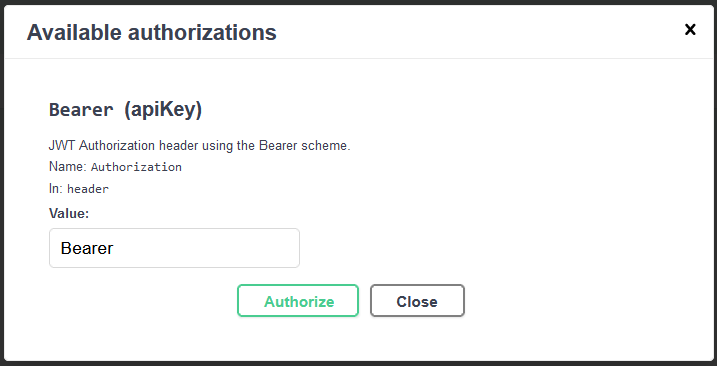 Available authorizations
Bearer (apiKey)
JWT Authorization header using the Bearer scheme.
Name: Authorization
In: header
Value:
Bearer
Authorize Close